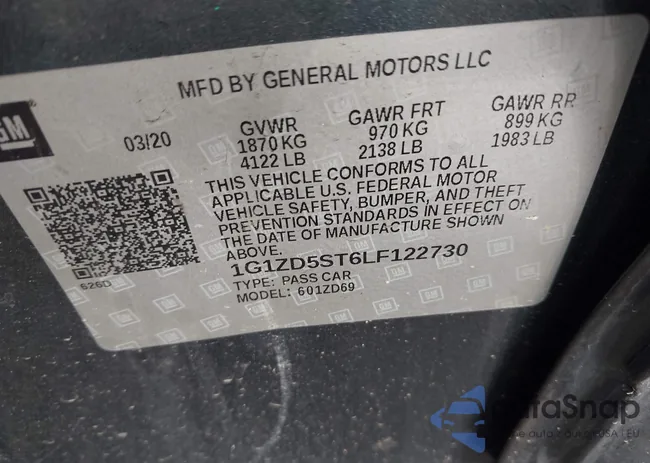 MFD BY GENERAL MOTORS LLC
GM
03/20
GVWR
1870 KG
4122 LB
GAWR FRT
970 KG
2138 LB
GAWR RR
899 KG
1983 LB
THIS VEHICLE CONFORMS TO ALL
APPLICABLE U.S. FEDERAL MOTOR
VEHICLE SAFETY, BUMPER, AND THEFT
PREVENTION STANDARDS IN EFFECT ON
THE DATE OF MANUFACTURE SHOWN
ABOVE.
1G1ZD5ST6LF122730
TYPE: PASS CAR
MODEL: 601ZD69
626D